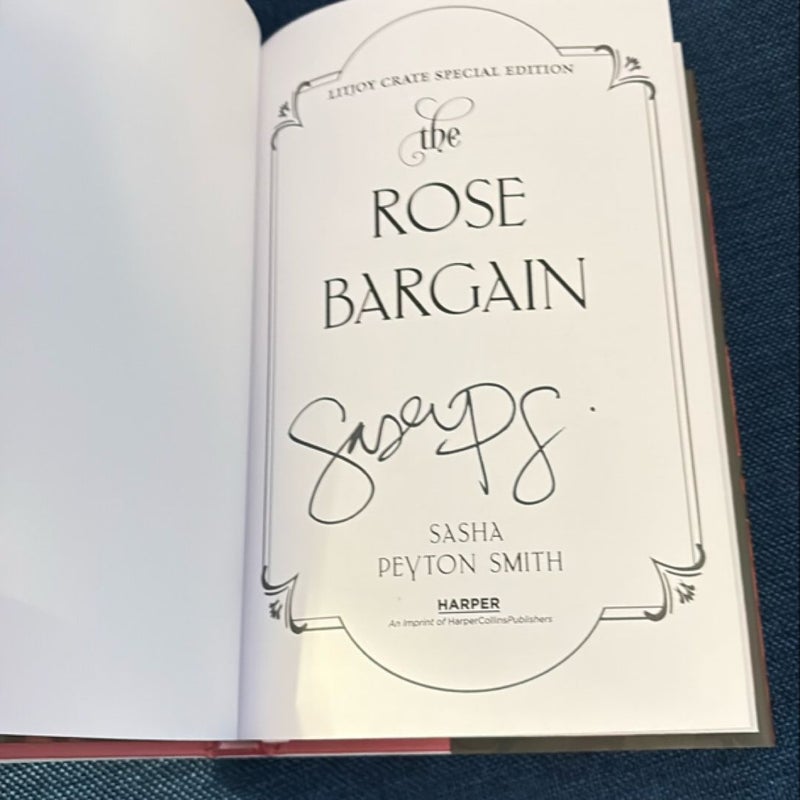 LITJOY CRATE SPECIAL EDITION
the
ROSE
BARGAIN
SASHA
PEYTON SMITH
HARPER
An Imprint of HarperCollinsPublishers